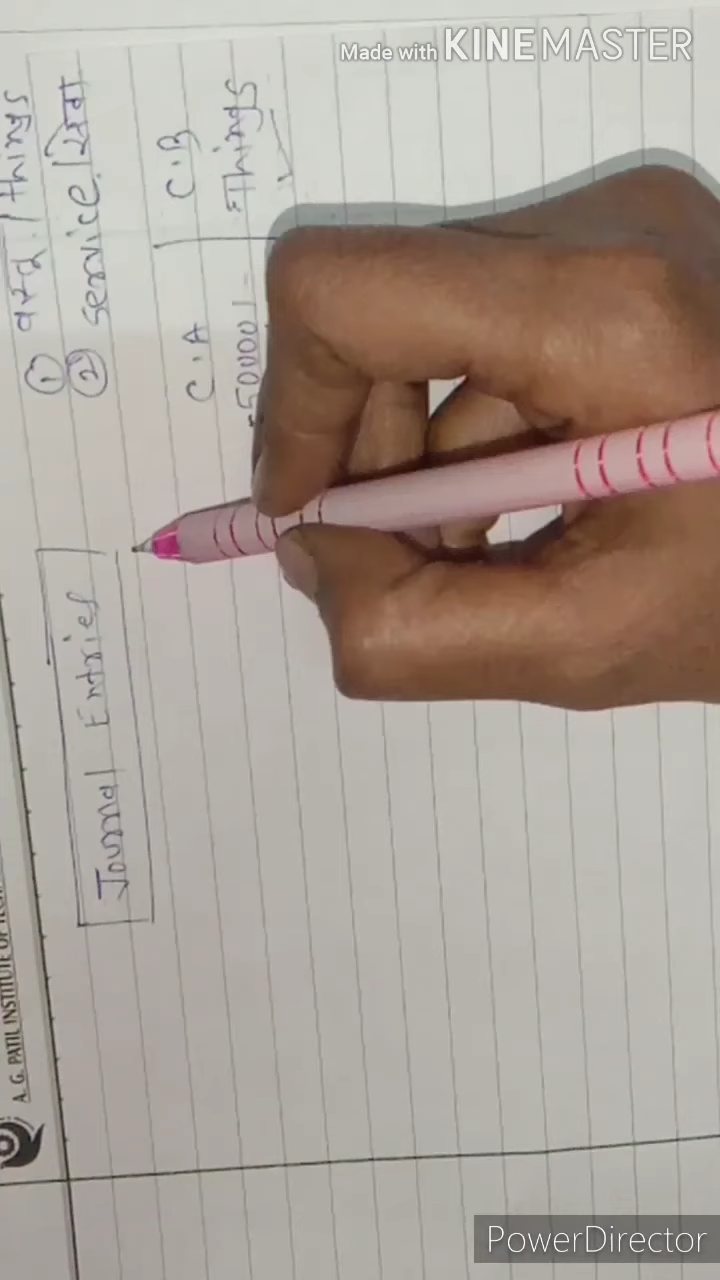 Made with KINEMASTER
A. G. PATIL INSTITUTE OF
Journal Entries
① वस्तु / things
② service / सेवा
C.A
C.B
50000/-
Things
PowerDirector